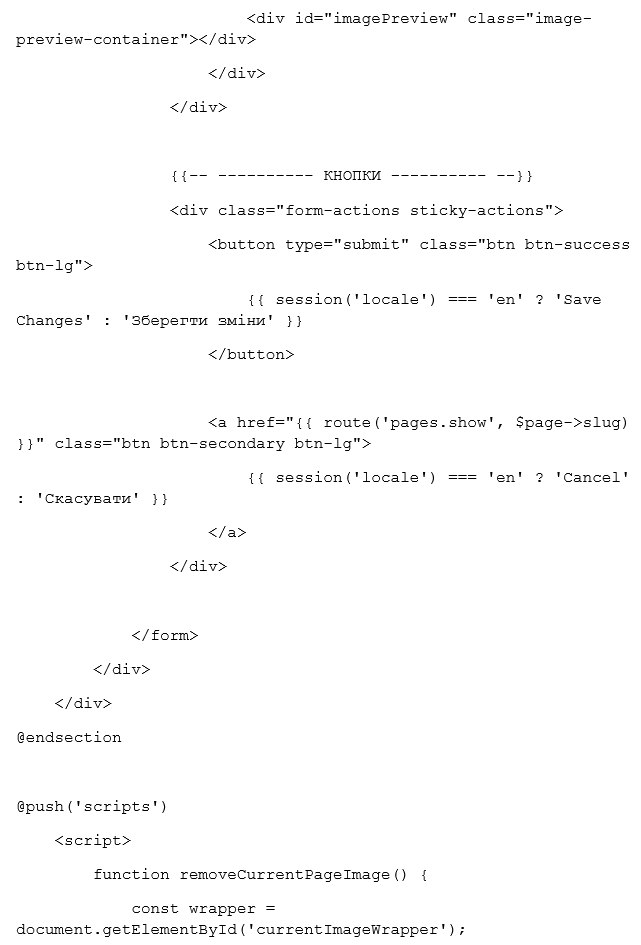 <div id="imagePreview" class="image-
preview-container"></div>
</div>
</div>
{{-- ---------- КНОПКИ ---------- --}}
<div class="form-actions sticky-actions">
<button type="submit" class="btn btn-success
btn-lg">
{{ session('locale') === 'en' ? 'Save
Changes' : 'Зберегти зміни' }}
</button>
<a href="{{ route('pages.show', $page->slug)
}}" class="btn btn-secondary btn-lg">
{{ session('locale') === 'en' ? 'Cancel'
: 'Скасувати' }}
</a>
</div>
</form>
</div>
</div>
@endsection
@push('scripts')
<script>
function removeCurrentPageImage() {
const wrapper =
document.getElementById('currentImageWrapper');